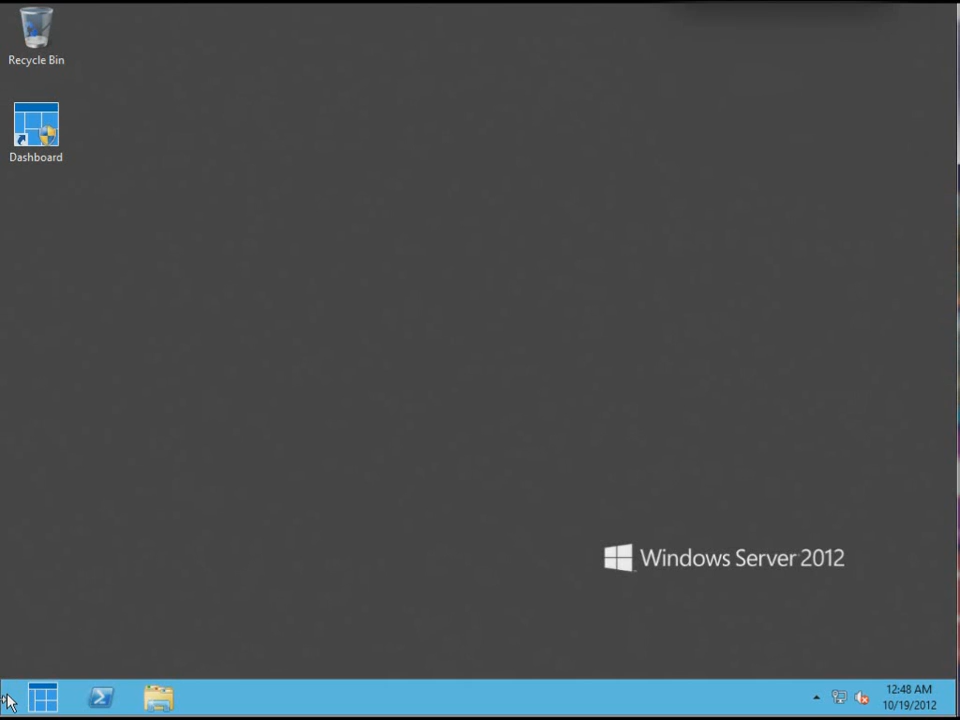 Recycle Bin
Dashboard
Windows Server 2012
12:48 AM
10/19/2012